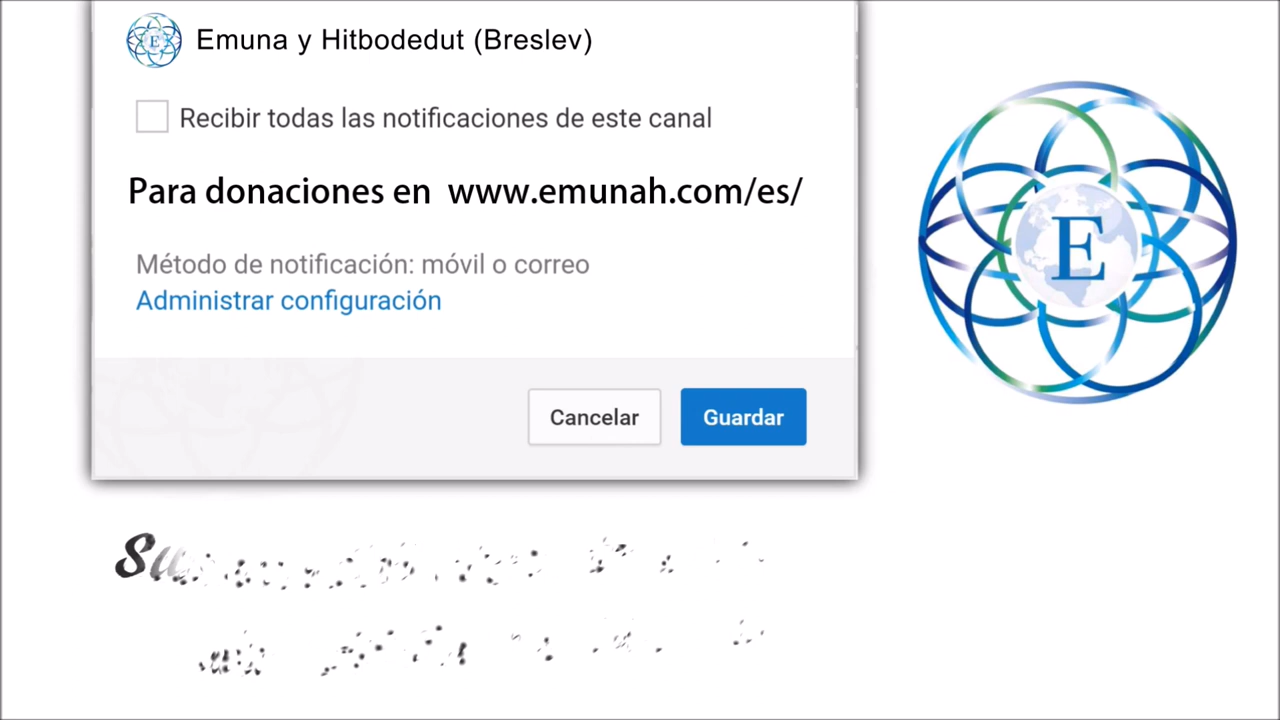 Emuna y Hitbodedut (Breslev)
Recibir todas las notificaciones de este canal
Para donaciones en www.emunah.com/es/
Método de notificación: móvil o correo
Administrar configuración
Cancelar
Guardar
E